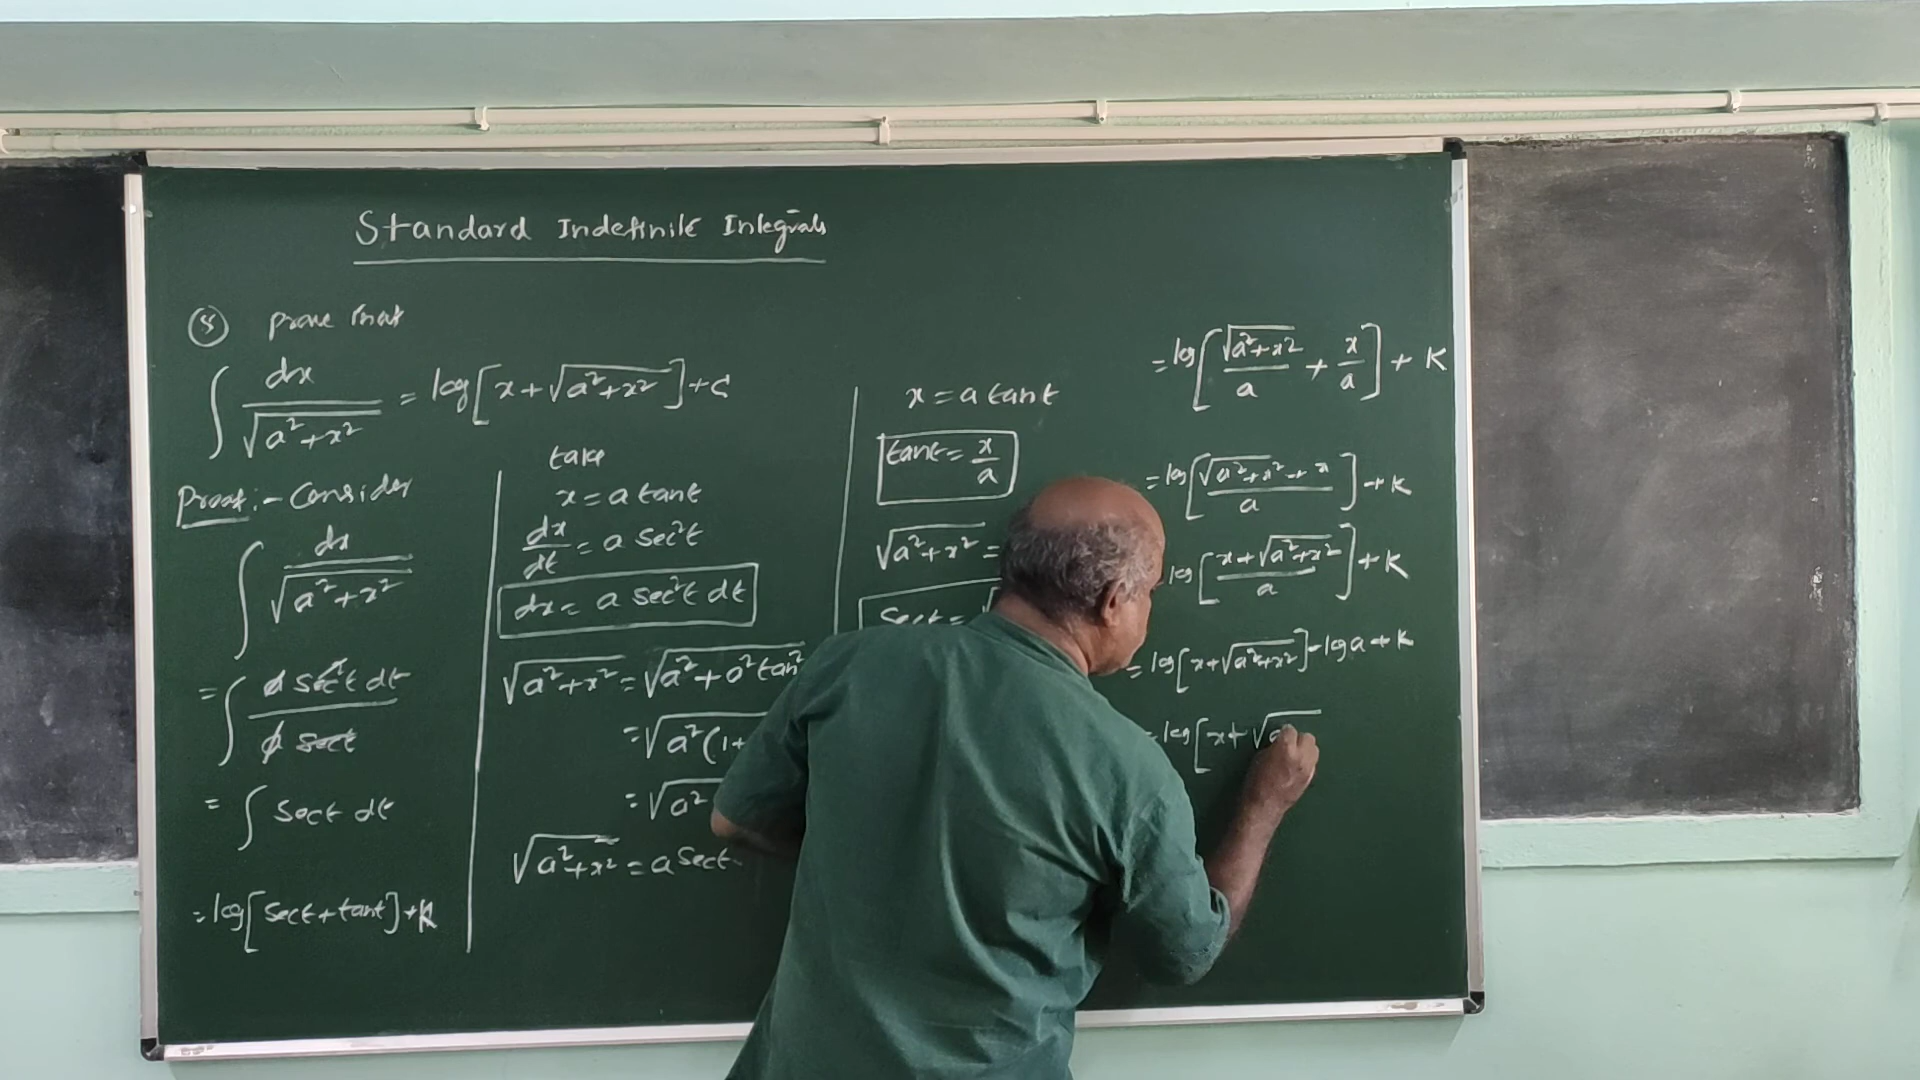 Standard Indefinite Integrals
⑧ prove that
∫ dx / √(a²+x²) = log[x+√(a²+x²)]+C
Proof:- Consider
∫ dx / √(a²+x²)
= ∫ a sec²t dt / a sect
= ∫ sect dt
= log[sect+tant]+K
take
x = a tant
dx/dt = a sec²t
dx = a sec²t dt
√(a²+x²) = √(a²+a²tan²
= √(a²(1+
= √(a²
√(a²+x²) = a sect
x = a tant
tant = x/a
√(a²+x²) =
sect = √
= log[√(a²+x²)/a + x/a] + K
= log[(√(a²+x²)+x)/a] + K
log[(x+√(a²+x²))/a] + K
= log[x+√(a²+x²)] - log a + K
= log[x+√a